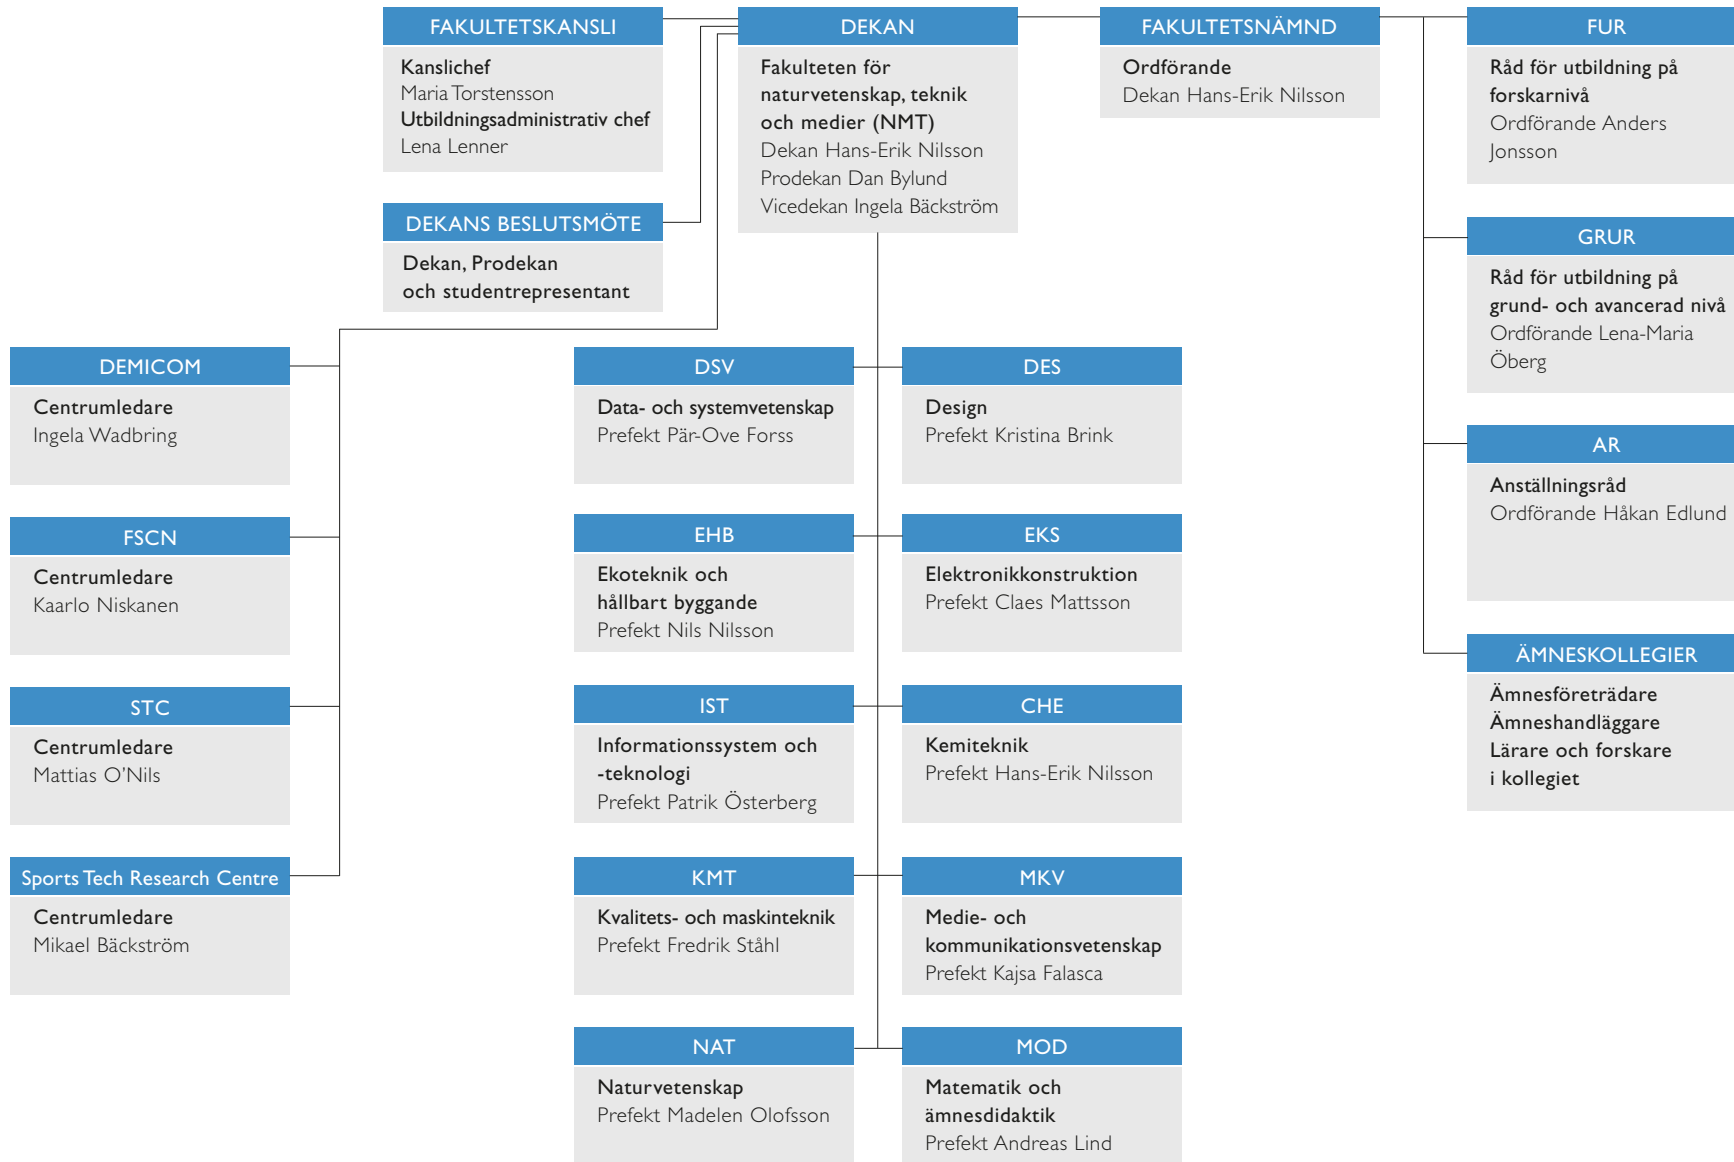 FAKULTETSKANSLI
Kanslichef
Maria Torstensson
Utbildningsadministrativ chef
Lena Lenner
DEKAN
Fakulteten för
naturvetenskap, teknik
och medier (NMT)
Dekan Hans-Erik Nilsson
Prodekan Dan Bylund
Vicedekan Ingela Bäckström
FAKULTETSNÄMND
Ordförande
Dekan Hans-Erik Nilsson
FUR
Råd för utbildning på
forskarnivå
Ordförande Anders
Jonsson
DEKANS BESLUTSMÖTE
Dekan, Prodekan
och studentrepresentant
GRUR
Råd för utbildning på
grund- och avancerad nivå
Ordförande Lena-Maria
Öberg
DEMICOM
Centrumledare
Ingela Wadbring
DSV
Data- och systemvetenskap
Prefekt Pär-Ove Forss
DES
Design
Prefekt Kristina Brink
AR
Anställningsråd
Ordförande Håkan Edlund
FSCN
Centrumledare
Kaarlo Niskanen
EHB
Ekoteknik och
hållbart byggande
Prefekt Nils Nilsson
EKS
Elektronikkonstruktion
Prefekt Claes Mattsson
ÄMNESKOLLEGIER
Ämnesföreträdare
Ämneshandläggare
Lärare och forskare
i kollegiet
STC
Centrumledare
Mattias O'Nils
IST
Informationssystem och
-teknologi
Prefekt Patrik Österberg
CHE
Kemiteknik
Prefekt Hans-Erik Nilsson
Sports Tech Research Centre
Centrumledare
Mikael Bäckström
KMT
Kvalitets- och maskinteknik
Prefekt Fredrik Ståhl
MKV
Medie- och
kommunikationsvetenskap
Prefekt Kajsa Falasca
NAT
Naturvetenskap
Prefekt Madelen Olofsson
MOD
Matematik och
ämnesdidaktik
Prefekt Andreas Lind